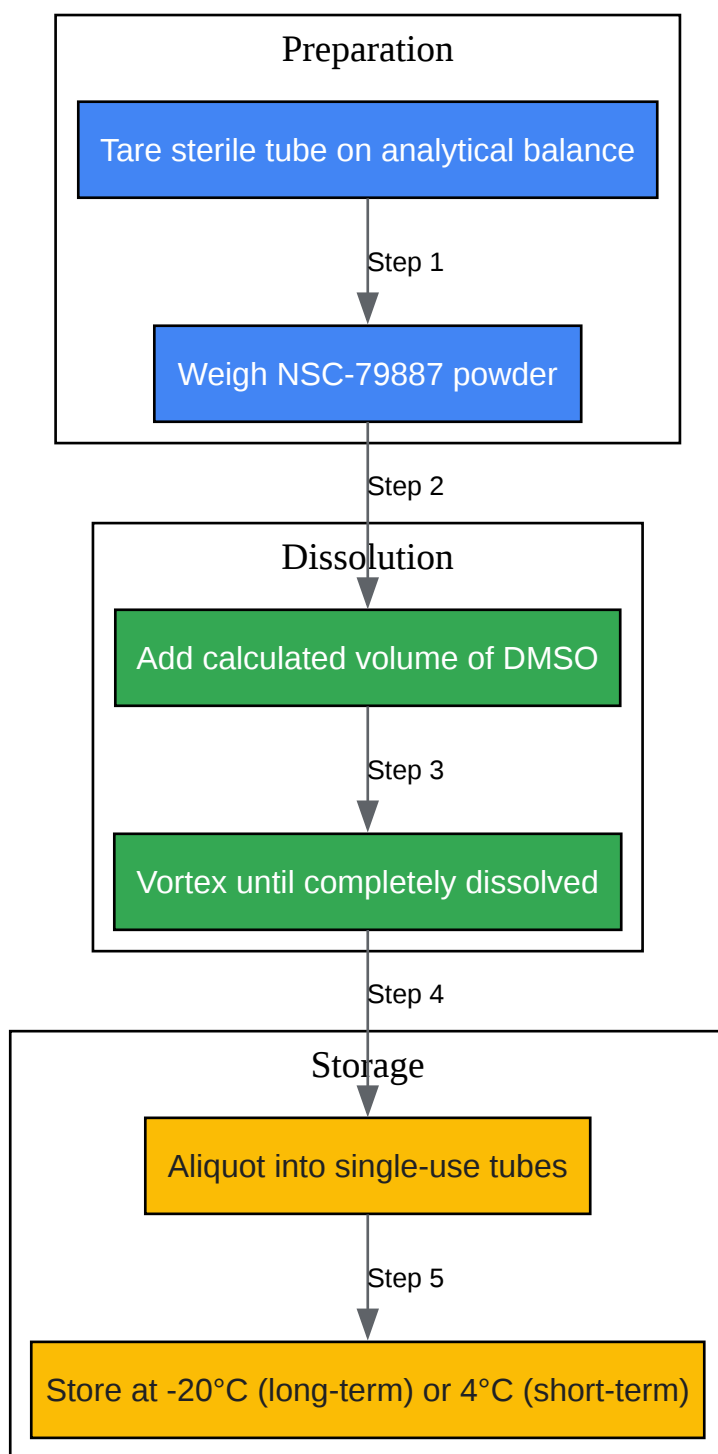 Preparation
Tare sterile tube on analytical balance
Step 1
Weigh NSC-79887 powder
Step 2
Dissolution
Add calculated volume of DMSO
Step 3
Vortex until completely dissolved
Step 4
Storage
Aliquot into single-use tubes
Step 5
Store at -20°C (long-term) or 4°C (short-term)